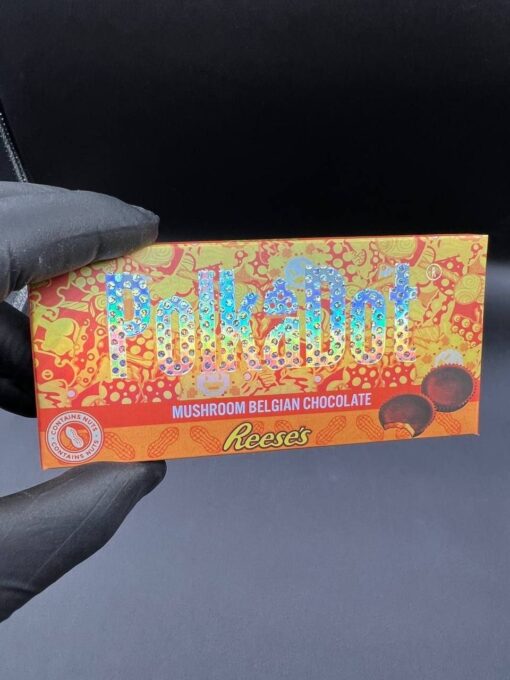 PolkaDot
MUSHROOM BELGIAN CHOCOLATE
CONTAINS NUTS
CONTAINS NUTS
Reese's